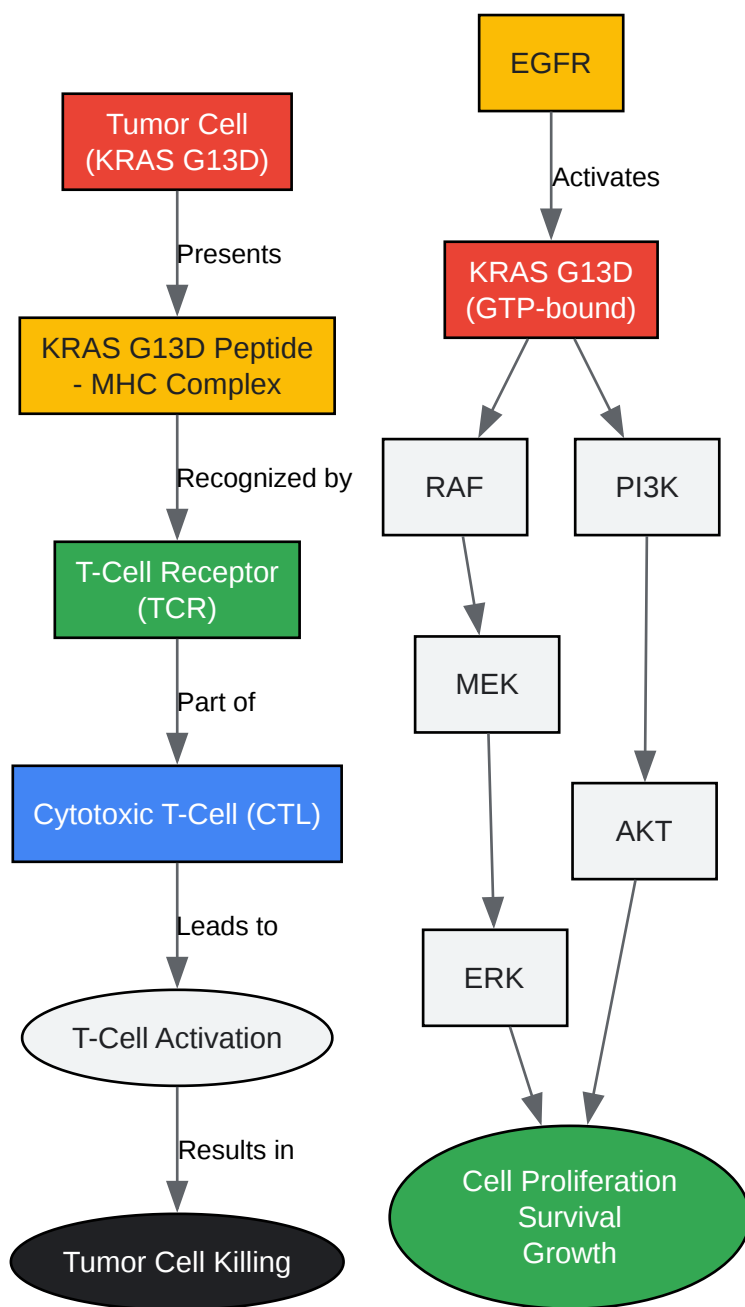 Tumor Cell
(KRAS G13D)
Presents
KRAS G13D Peptide
- MHC Complex
Recognized by
T-Cell Receptor
(TCR)
Part of
Cytotoxic T-Cell (CTL)
Leads to
T-Cell Activation
Results in
Tumor Cell Killing
EGFR
Activates
KRAS G13D
(GTP-bound)
RAF
PI3K
MEK
AKT
ERK
Cell Proliferation
Survival
Growth